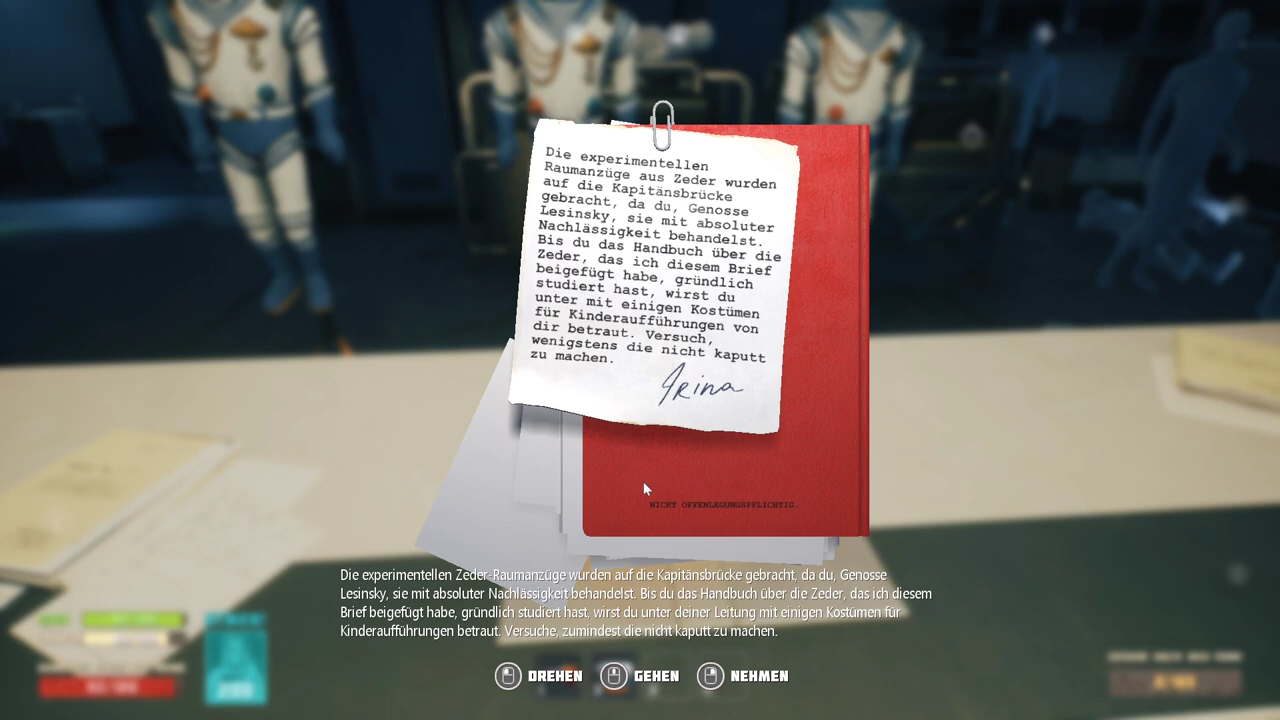 Die experimentellen
Raumanzüge aus Zeder wurden
auf die Kapitänsbrücke
gebracht, da du, Genosse
Lesinsky, sie mit absoluter
Nachlässigkeit behandelst.
Bis du das Handbuch über die
Zeder, das ich diesem Brief
beigefügt habe, gründlich
studiert hast, wirst du
unter mit einigen Kostümen
für Kinderaufführungen von
dir betraut. Versuch,
wenigstens die nicht kaputt
zu machen.
Irina
NICHT OFFENLEGUNGSPFLICHTIG.
Die experimentellen Zeder-Raumanzüge wurden auf die Kapitänsbrücke gebracht, da du, Genosse
Lesinsky, sie mit absoluter Nachlässigkeit behandelst. Bis du das Handbuch über die Zeder, das ich diesem
Brief beigefügt habe, gründlich studiert hast, wirst du unter deiner Leitung mit einigen Kostümen für
Kinderaufführungen betraut. Versuche, zumindest die nicht kaputt zu machen.
DREHEN GEHEN NEHMEN